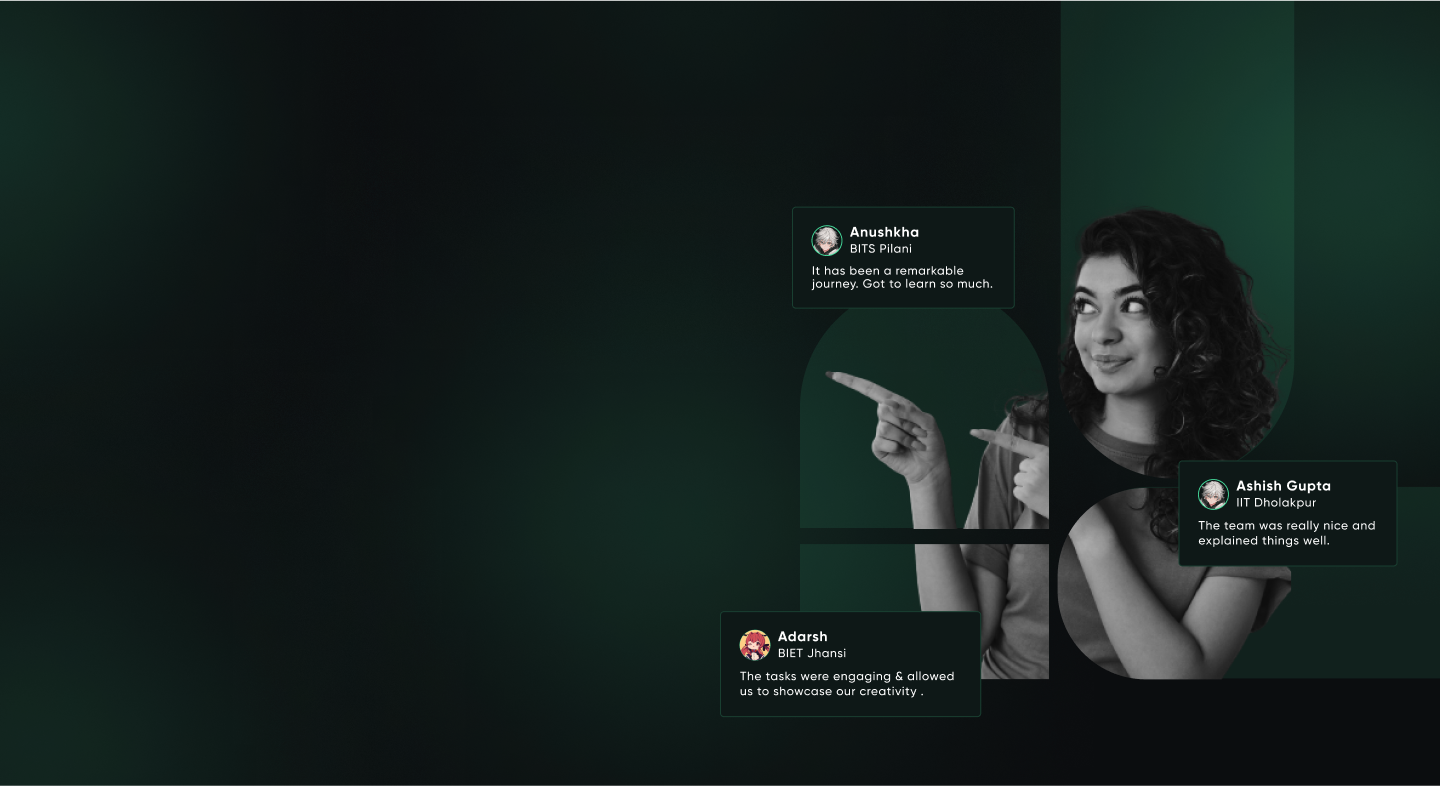 Anushkha
BITS Pilani
It has been a remarkable
journey. Got to learn so much.
Ashish Gupta
IIT Dholakpur
The team was really nice and
explained things well.
Adarsh
BIET Jhansi
The tasks were engaging & allowed
us to showcase our creativity .